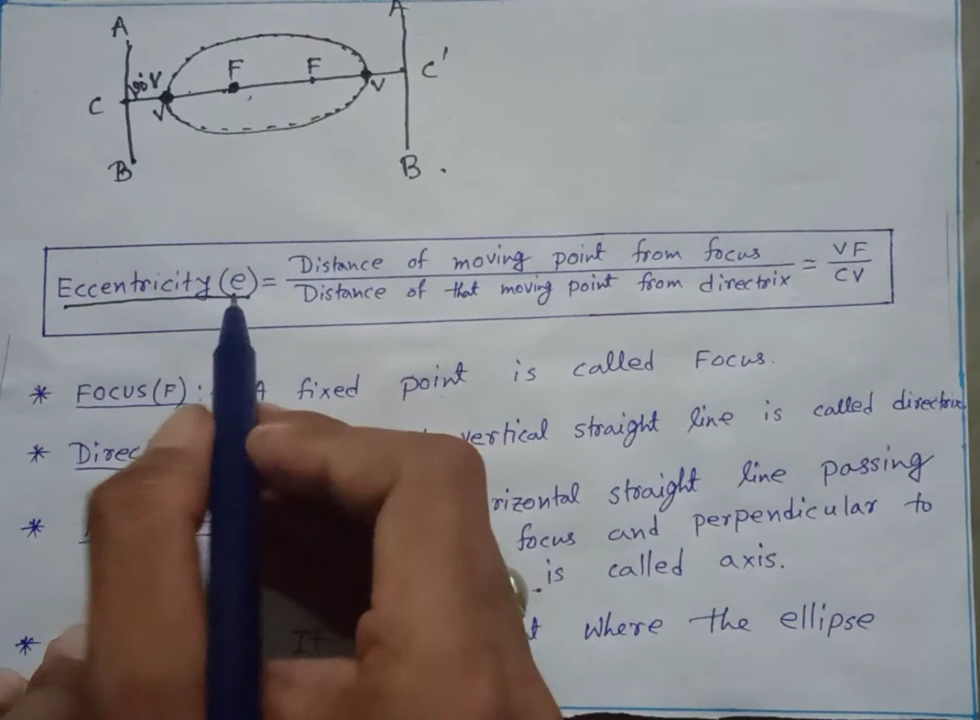 A A
90° V F F C'
C V V
B B .
Eccentricity (e) = Distance of moving point from focus / Distance of that moving point from directrix = VF / CV
* FOCUS (F) : A fixed point is called Focus.
* Direc vertical straight line is called directrix
* rizontal straight line passing
focus and perpendicular to
is called axis.
* It where the ellipse